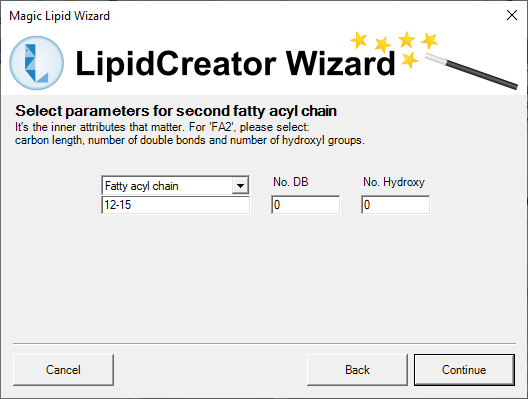 Magic Lipid Wizard
LipidCreator Wizard
Select parameters for second fatty acyl chain
It's the inner attributes that matter. For 'FA2', please select:
carbon length, number of double bonds and number of hydroxyl groups.
Fatty acyl chain
No. DB
No. Hydroxy
12-15
0
0
Cancel
Back
Continue